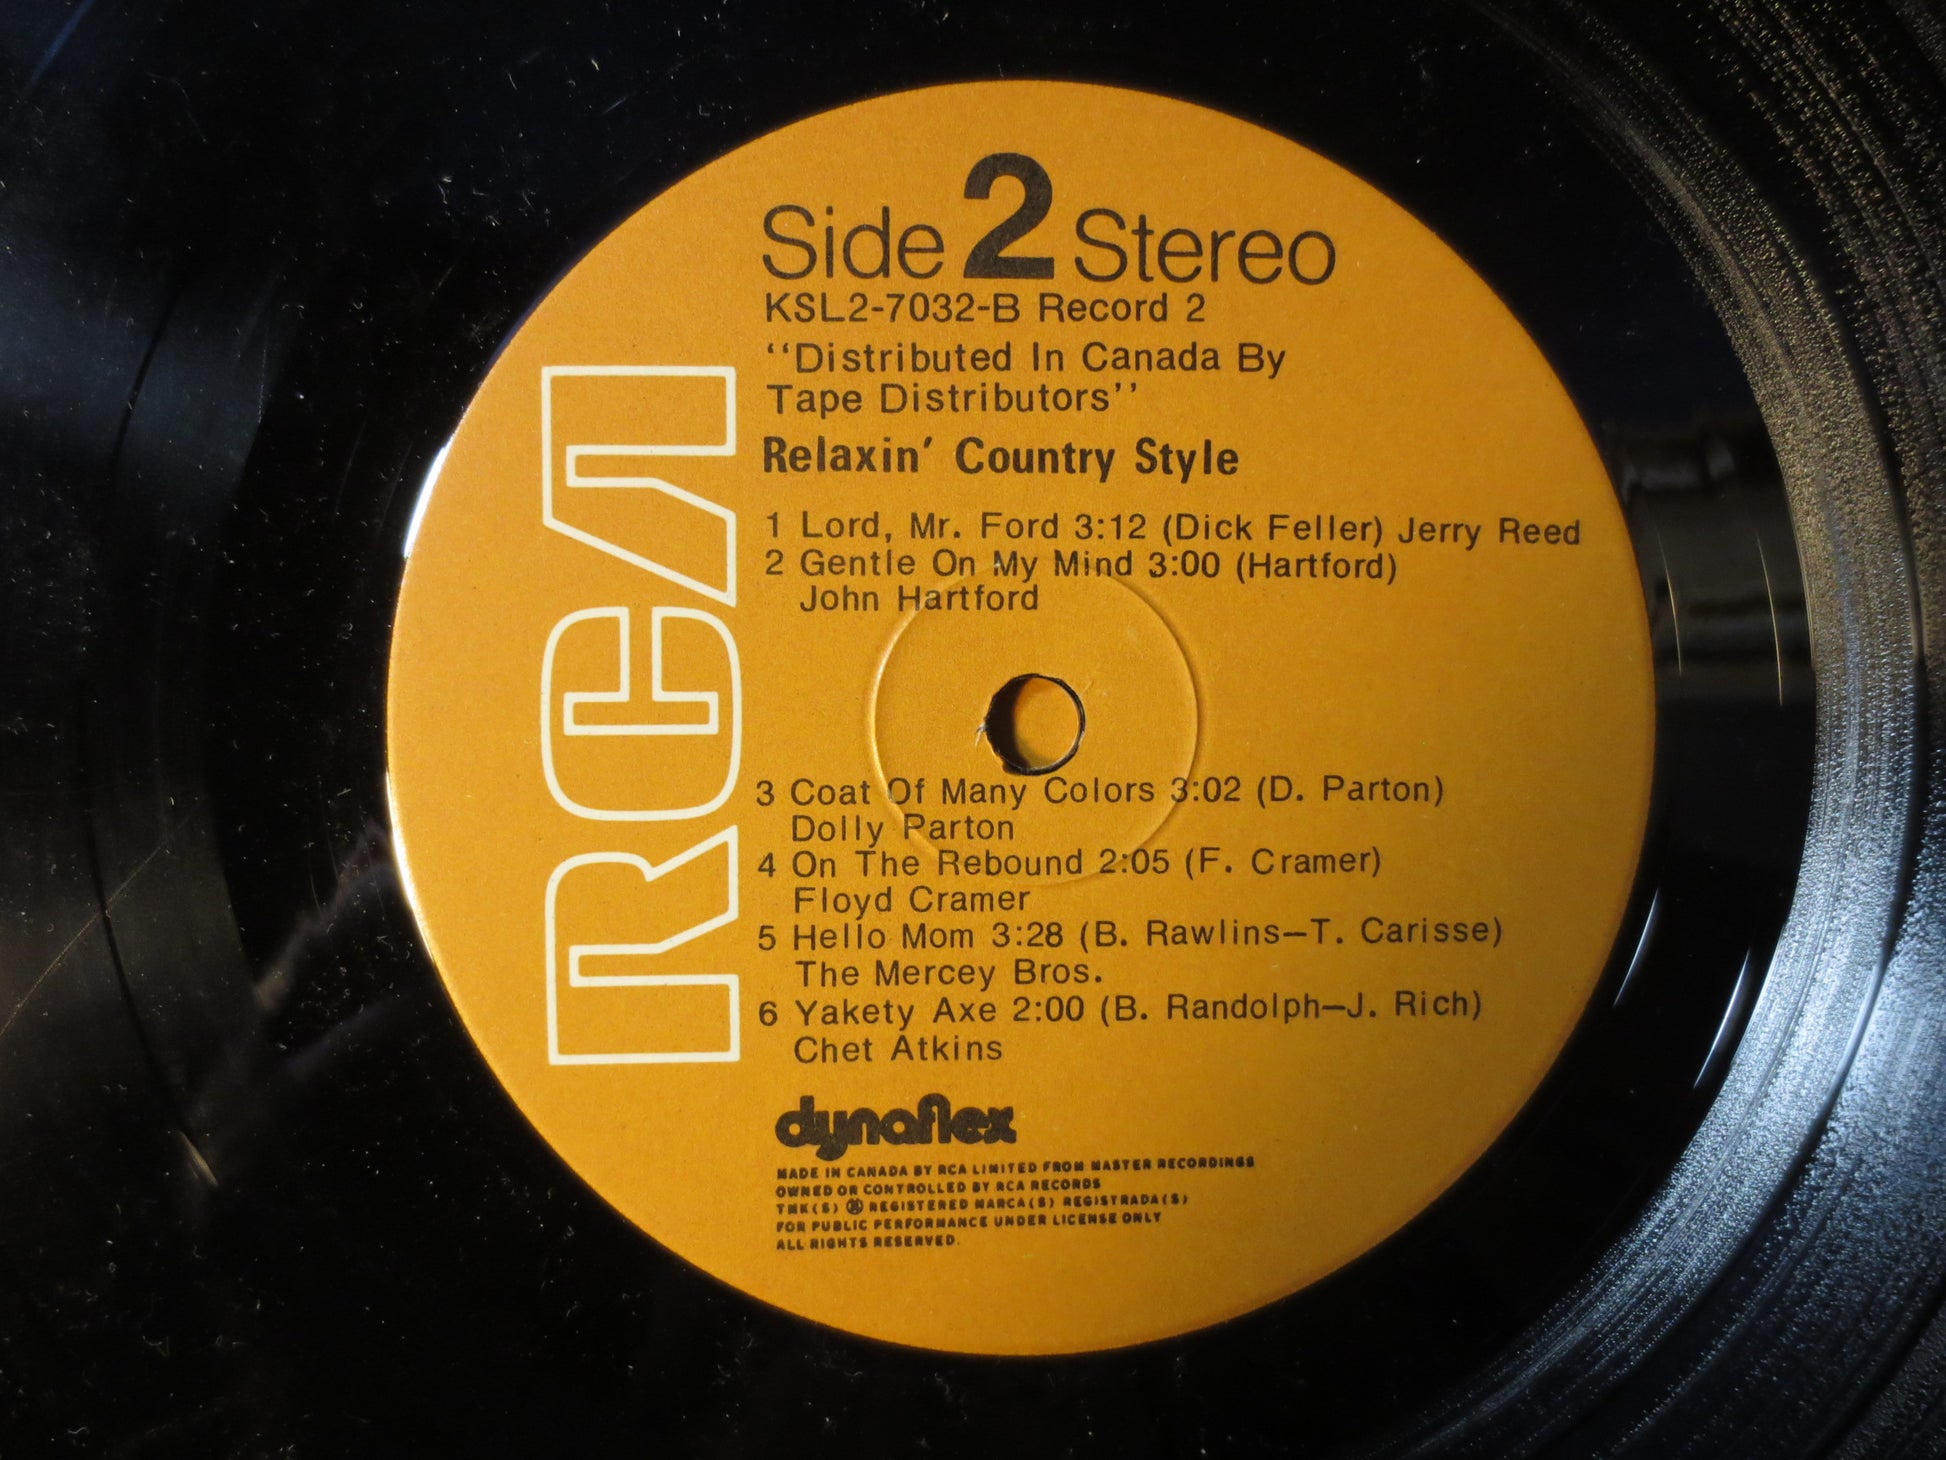 Side 2 Stereo
KSL2-7032-B Record 2
‘‘Distributed In Canada By
Tape Distributors’’
Relaxin’ Country Style
1 Lord, Mr. Ford 3:12 (Dick Feller) Jerry Reed
2 Gentle On My Mind 3:00 (Hartford)
John Hartford
RCA
3 Coat Of Many Colors 3:02 (D. Parton)
Dolly Parton
4 On The Rebound 2:05 (F. Cramer)
Floyd Cramer
5 Hello Mom 3:28 (B. Rawlins—T. Carisse)
The Mercey Bros.
6 Yakety Axe 2:00 (B. Randolph—J. Rich)
Chet Atkins
dynaflex
MADE IN CANADA BY RCA LIMITED FROM MASTER RECORDINGS
OWNED OR CONTROLLED BY RCA RECORDS
TMK(S) ® REGISTERED MARCA(S) REGISTRADA(S)
FOR PUBLIC PERFORMANCE UNDER LICENSE ONLY
ALL RIGHTS RESERVED.